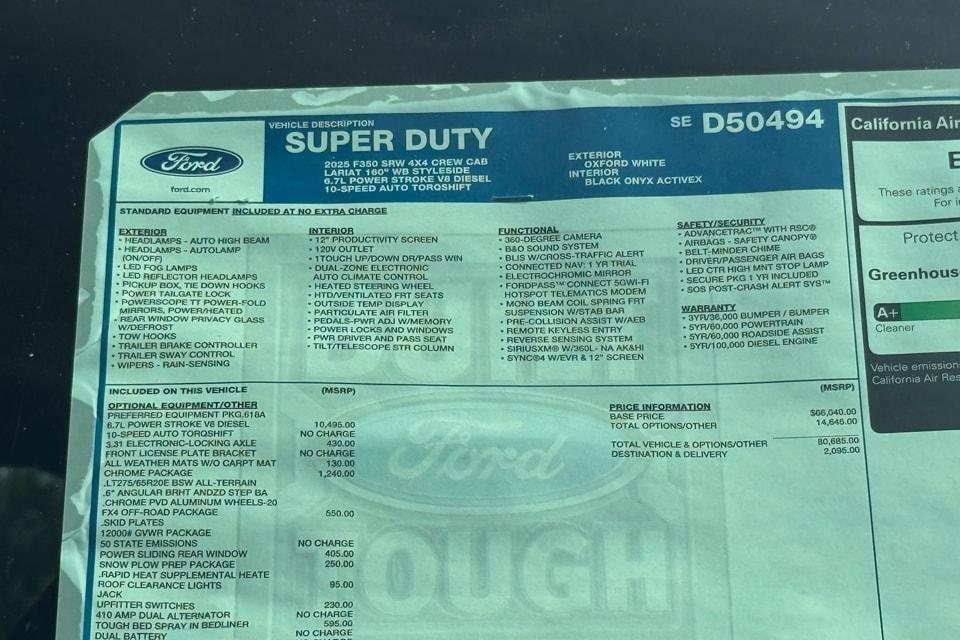 Ford
ford.com
VEHICLE DESCRIPTION
SUPER DUTY
2025 F350 SRW 4X4 CREW CAB
LARIAT 160" WB STYLESIDE
6.7L POWER STROKE V8 DIESEL
10-SPEED AUTO TORQSHIFT
EXTERIOR
OXFORD WHITE
INTERIOR
BLACK ONYX ACTIVEX
SE D50494
STANDARD EQUIPMENT INCLUDED AT NO EXTRA CHARGE
EXTERIOR
• HEADLAMPS - AUTO HIGH BEAM
• HEADLAMPS - AUTOLAMP
(ON/OFF)
• LED FOG LAMPS
• LED REFLECTOR HEADLAMPS
• PICKUP BOX, TIE DOWN HOOKS
• POWER TAILGATE LOCK
• POWERSCOPE TT POWER-FOLD
MIRRORS, POWER/HEATED
• REAR WINDOW PRIVACY GLASS
W/DEFROST
• TOW HOOKS
• TRAILER BRAKE CONTROLLER
• TRAILER SWAY CONTROL
• WIPERS - RAIN-SENSING
INTERIOR
• 12" PRODUCTIVITY SCREEN
• 120V OUTLET
• 1TOUCH UP/DOWN DR/PASS WIN
• DUAL-ZONE ELECTRONIC
AUTO CLIMATE CONTROL
• HEATED STEERING WHEEL
• HTD/VENTILATED FRT SEATS
• OUTSIDE TEMP DISPLAY
• PARTICULATE AIR FILTER
• PEDALS-PWR ADJ W/MEMORY
• POWER LOCKS AND WINDOWS
• PWR DRIVER AND PASS SEAT
• TILT/TELESCOPE STR COLUMN
FUNCTIONAL
• 360-DEGREE CAMERA
• B&O SOUND SYSTEM
• BLIS W/CROSS-TRAFFIC ALERT
• CONNECTED NAV: 1 YR TRIAL
• ELECTROCHROMIC MIRROR
• FORDPASS™ CONNECT 5GWI-FI
HOTSPOT TELEMATICS MODEM
• MONO BEAM COIL SPRING FRT
SUSPENSION W/STAB BAR
• PRE-COLLISION ASSIST W/AEB
• REMOTE KEYLESS ENTRY
• REVERSE SENSING SYSTEM
• SIRIUSXM® W/360L- NA AK&HI
• SYNC®4 W/EVR & 12" SCREEN
SAFETY/SECURITY
• ADVANCETRAC™ WITH RSC®
• AIRBAGS - SAFETY CANOPY®
• BELT-MINDER CHIME
• DRIVER/PASSENGER AIR BAGS
• LED CTR HIGH MNT STOP LAMP
• SECURE PKG 1 YR INCLUDED
• SOS POST-CRASH ALERT SYS™
WARRANTY
• 3YR/36,000 BUMPER / BUMPER
• 5YR/60,000 POWERTRAIN
• 5YR/60,000 ROADSIDE ASSIST
• 5YR/100,000 DIESEL ENGINE
INCLUDED ON THIS VEHICLE (MSRP)
OPTIONAL EQUIPMENT/OTHER
PREFERRED EQUIPMENT PKG.618A
6.7L POWER STROKE V8 DIESEL 10,495.00
10-SPEED AUTO TORQSHIFT NO CHARGE
3.31 ELECTRONIC-LOCKING AXLE 430.00
FRONT LICENSE PLATE BRACKET NO CHARGE
ALL WEATHER MATS W/O CARPT MAT 130.00
CHROME PACKAGE 1,240.00
.LT275/65R20E BSW ALL-TERRAIN
.6" ANGULAR BRHT ANDZD STEP BA
.CHROME PVD ALUMINUM WHEELS-20
FX4 OFF-ROAD PACKAGE 550.00
.SKID PLATES
12000# GVWR PACKAGE
50 STATE EMISSIONS NO CHARGE
POWER SLIDING REAR WINDOW 405.00
SNOW PLOW PREP PACKAGE 250.00
.RAPID HEAT SUPPLEMENTAL HEATE
ROOF CLEARANCE LIGHTS 95.00
JACK
UPFITTER SWITCHES 230.00
410 AMP DUAL ALTERNATOR NO CHARGE
TOUGH BED SPRAY IN BEDLINER 595.00
DUAL BATTERY NO CHARGE
(MSRP)
PRICE INFORMATION
BASE PRICE $66,040.00
TOTAL OPTIONS/OTHER 14,645.00
TOTAL VEHICLE & OPTIONS/OTHER 80,685.00
DESTINATION & DELIVERY 2,095.00
Ford
TOUGH
California Air
These ratings
For
Protect
Greenhouse
A+
Cleaner
Vehicle emissions
California Air Res